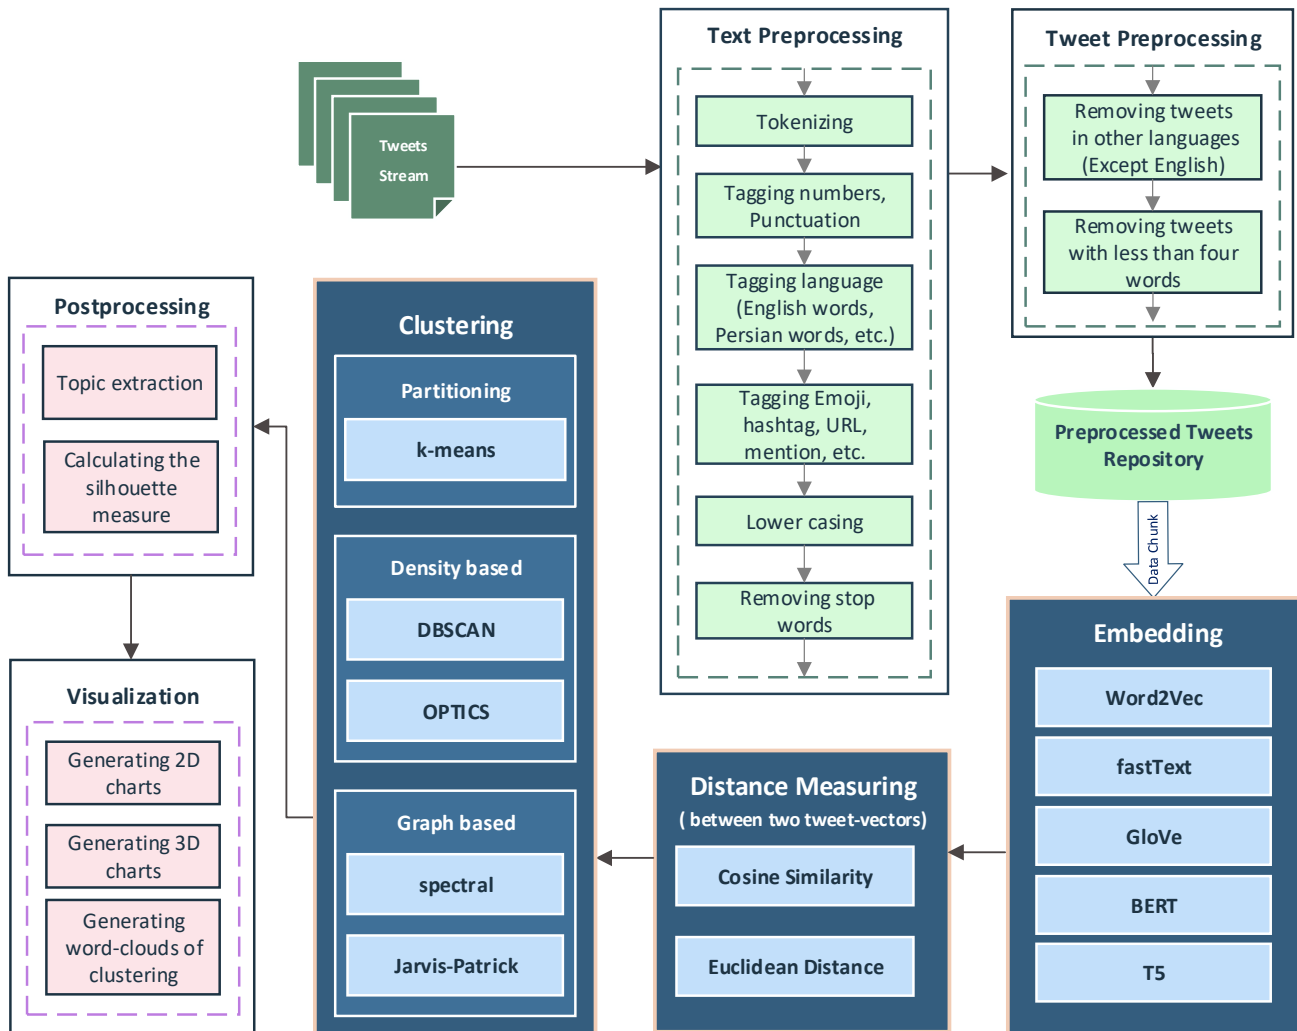 Tweets
Stream
Text Preprocessing
Tokenizing
Tagging numbers,
Punctuation
Tagging language
(English words,
Persian words, etc.)
Tagging Emoji,
hashtag, URL,
mention, etc.
Lower casing
Removing stop
words
Tweet Preprocessing
Removing tweets
in other languages
(Except English)
Removing tweets
with less than four
words
Preprocessed Tweets
Repository
Data Chunk
Embedding
Word2Vec
fastText
GloVe
BERT
T5
Distance Measuring
( between two tweet-vectors)
Cosine Similarity
Euclidean Distance
Clustering
Partitioning
k-means
Density based
DBSCAN
OPTICS
Graph based
spectral
Jarvis-Patrick
Postprocessing
Topic extraction
Calculating the
silhouette
measure
Visualization
Generating 2D
charts
Generating 3D
charts
Generating
word-clouds of
clustering